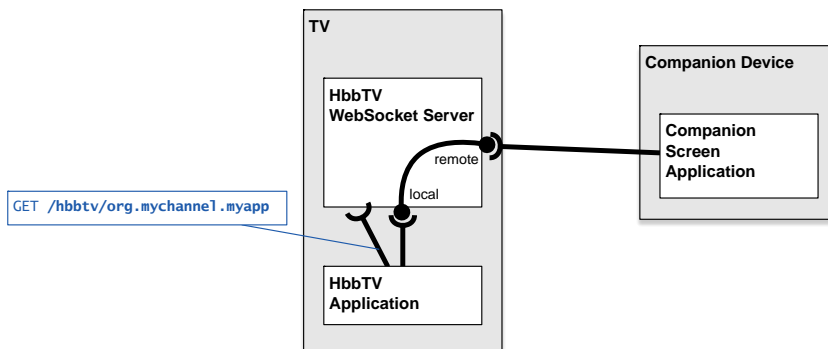 TV
Companion Device
HbbTV
WebSocket Server
Companion
Screen
Application
remote
local
GET /hbbtv/org.mychannel.myapp
HbbTV
Application